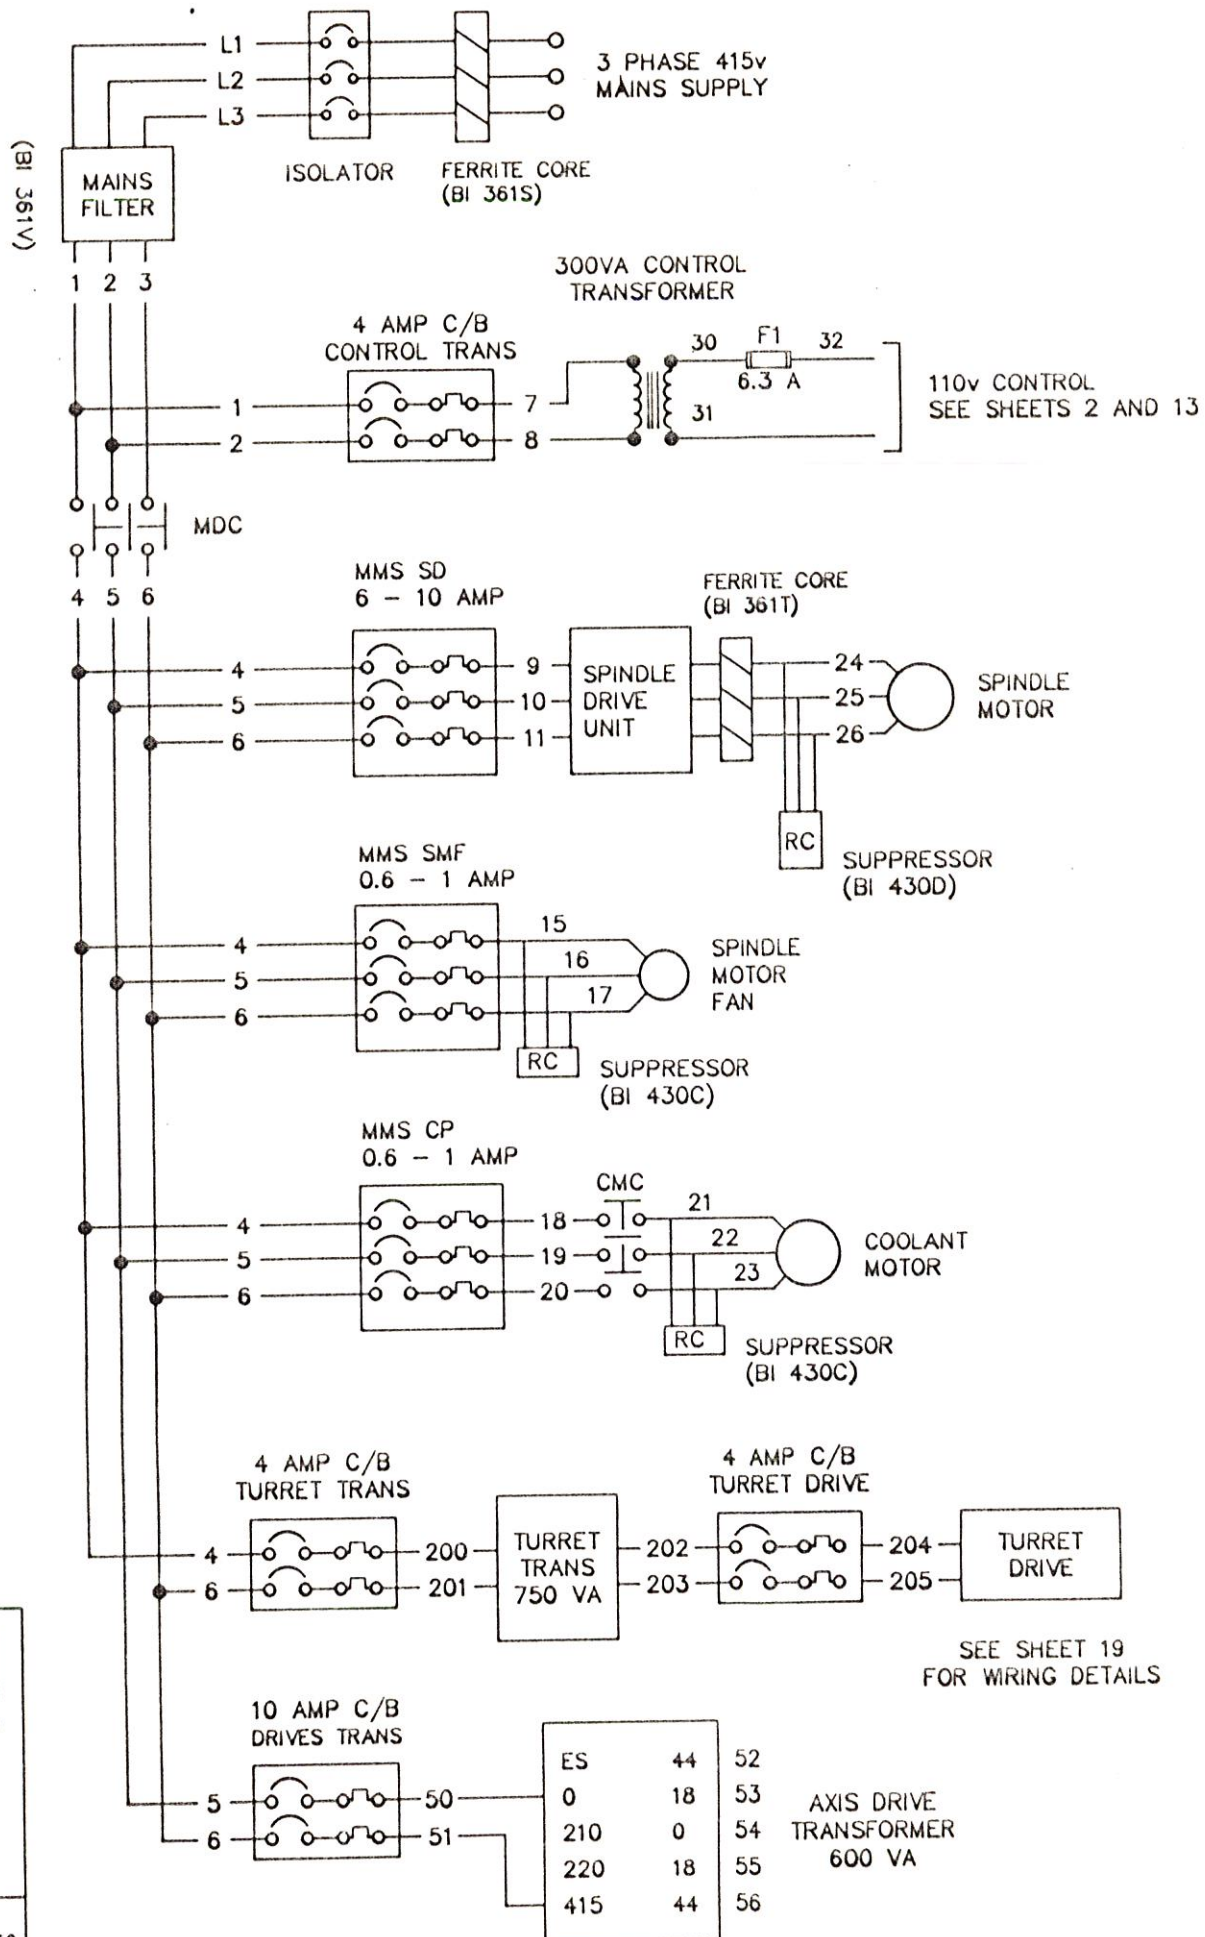 L1
L2
L3
3 PHASE 415v
MAINS SUPPLY
ISOLATOR
FERRITE CORE
(BI 361S)
(BI 361V)
MAINS
FILTER
1 2 3
300VA CONTROL
TRANSFORMER
4 AMP C/B
CONTROL TRANS
30 F1 32
6.3 A
1 7
31
2 8
110v CONTROL
SEE SHEETS 2 AND 13
MDC
4 5 6
MMS SD
6 - 10 AMP
FERRITE CORE
(BI 361T)
4 9
5 10
6 11
SPINDLE
DRIVE
UNIT
24
25
26
SPINDLE
MOTOR
RC
SUPPRESSOR
(BI 430D)
MMS SMF
0.6 - 1 AMP
4 15
5 16
6 17
SPINDLE
MOTOR
FAN
RC
SUPPRESSOR
(BI 430C)
MMS CP
0.6 - 1 AMP
CMC
4 18 21
5 19 22
6 20 23
COOLANT
MOTOR
RC
SUPPRESSOR
(BI 430C)
4 AMP C/B
TURRET TRANS
4 AMP C/B
TURRET DRIVE
4 200
6 201
TURRET
TRANS
750 VA
202 204
203 205
TURRET
DRIVE
SEE SHEET 19
FOR WIRING DETAILS
10 AMP C/B
DRIVES TRANS
5 50
6 51
ES 44 52
0 18 53
210 0 54
220 18 55
415 44 56
AXIS DRIVE
TRANSFORMER
600 VA